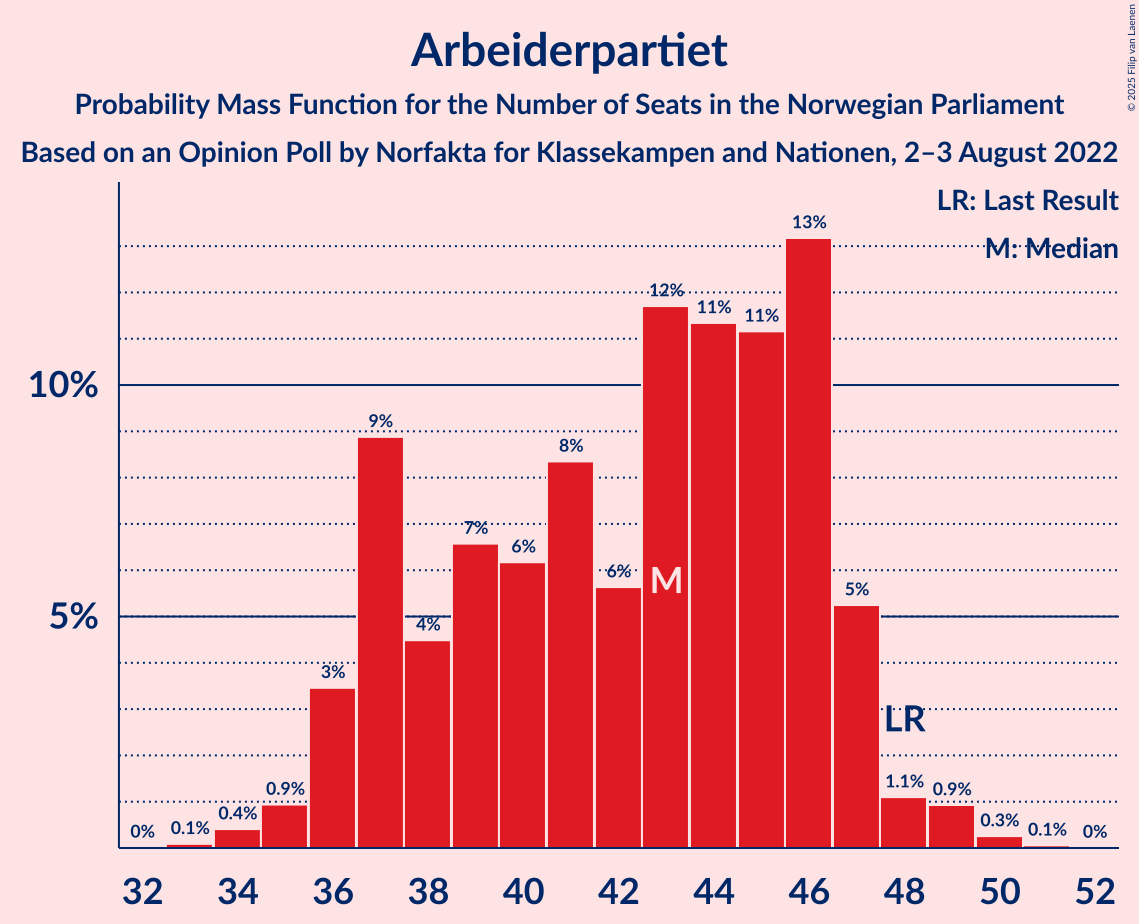 Arbeiderpartiet
Probability Mass Function for the Number of Seats in the Norwegian Parliament
Based on an Opinion Poll by Norfakta for Klassekampen and Nationen, 2–3 August 2022
© 2025 Filip van Laenen
LR: Last Result
M: Median
10%
5%
0%
0.1%
0.4%
0.9%
3%
9%
4%
7%
6%
8%
6%
12%
11%
11%
13%
5%
1.1%
0.9%
0.3%
0.1%
0%
M
LR
32 34 36 38 40 42 44 46 48 50 52